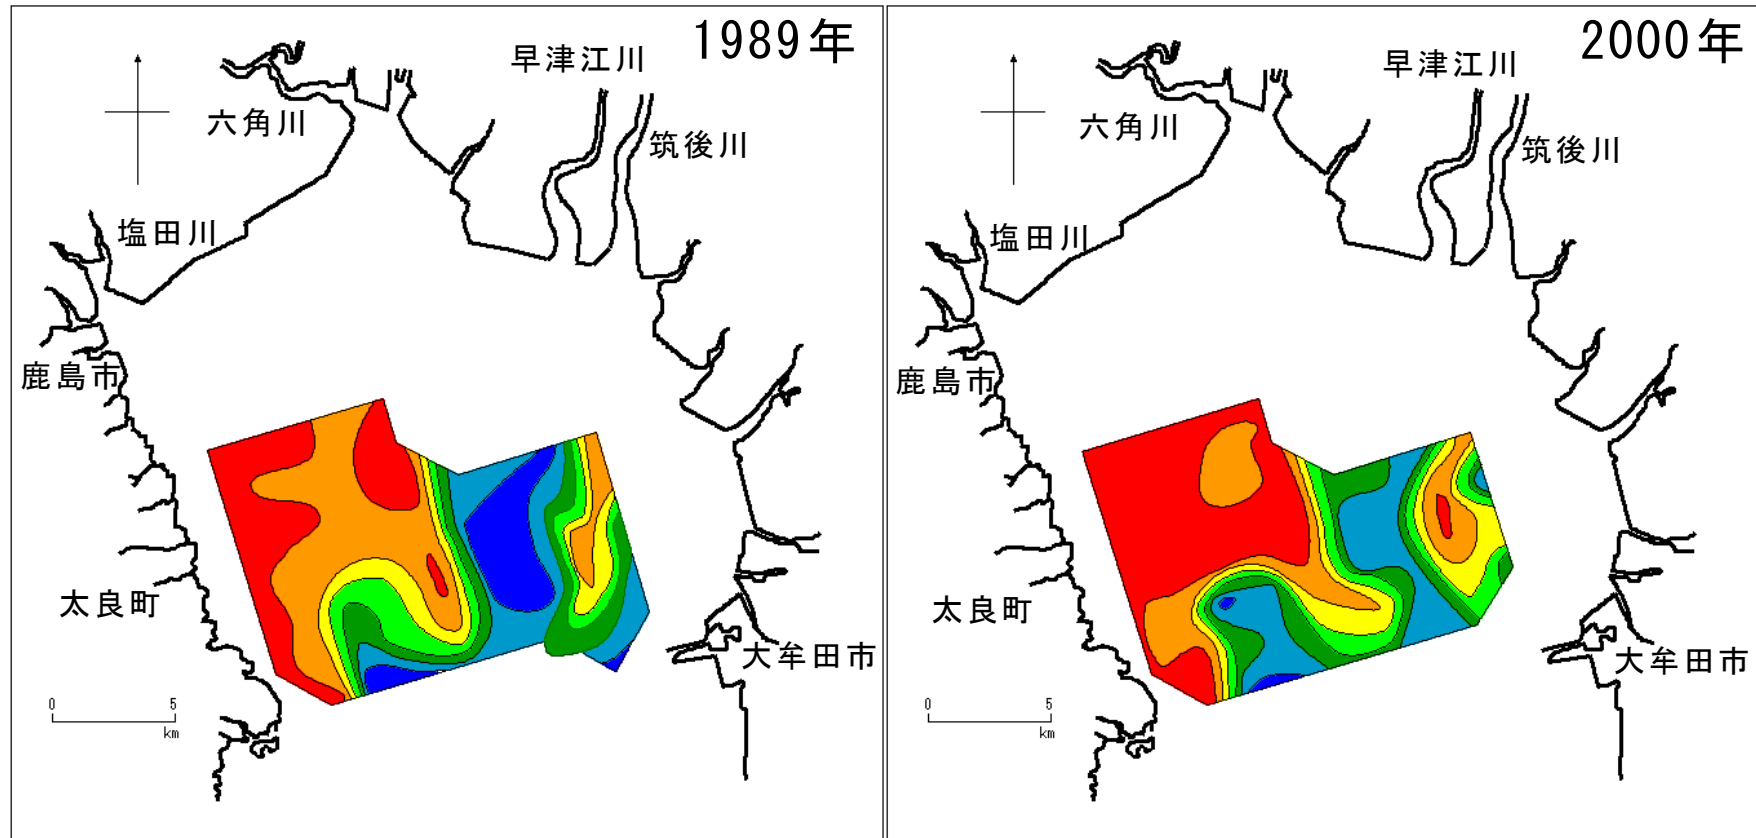 1989年
早津江川
六角川
筑後川
塩田川
鹿島市
太良町
大牟田市
0 5
km
2000年
早津江川
六角川
筑後川
塩田川
鹿島市
太良町
大牟田市
0 5
km